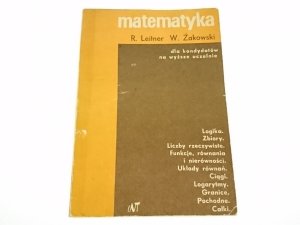 matematyka
R. Leitner W. Żakowski
dla kandydatów
na wyższe uczelnie
Logika.
Zbiory.
Liczby rzeczywiste.
Funkcje, równania
i nierówności.
Układy równań.
Ciągi.
Logarytmy.
Granice.
Pochodne.
Całki.